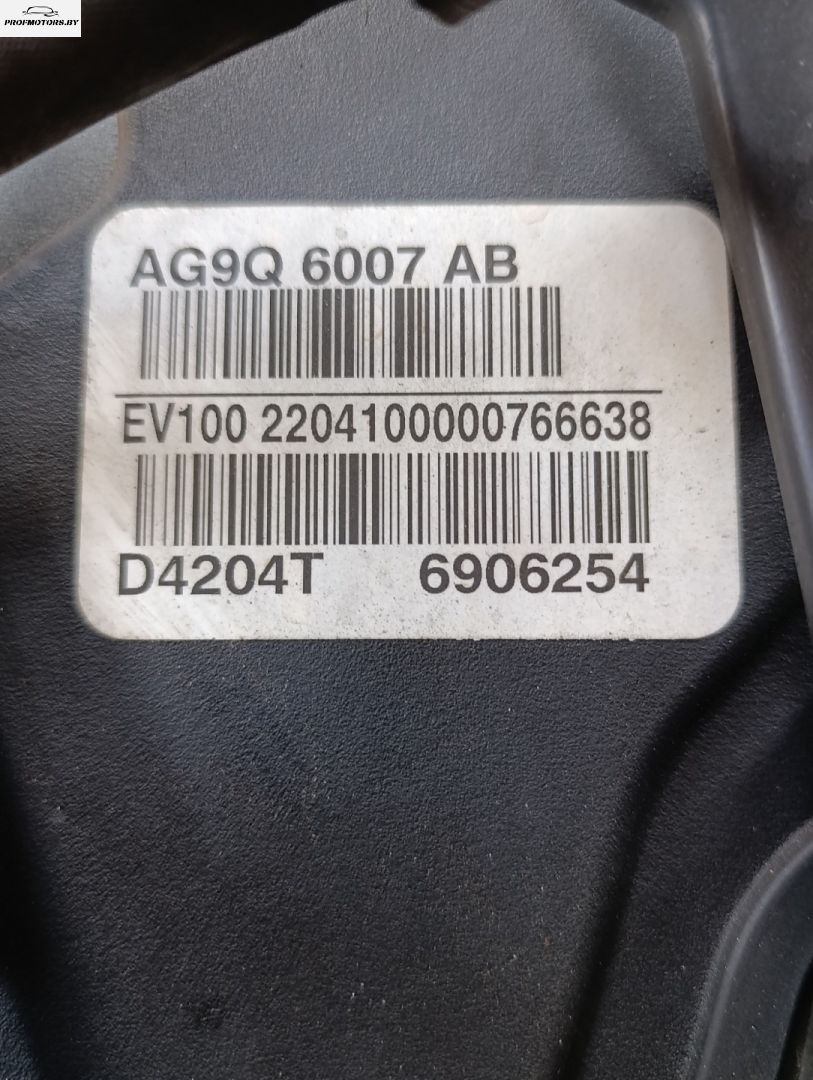 PROFMOTORS.BY
AG9Q 6007 AB
EV100 2204100000766638
D4204T 6906254